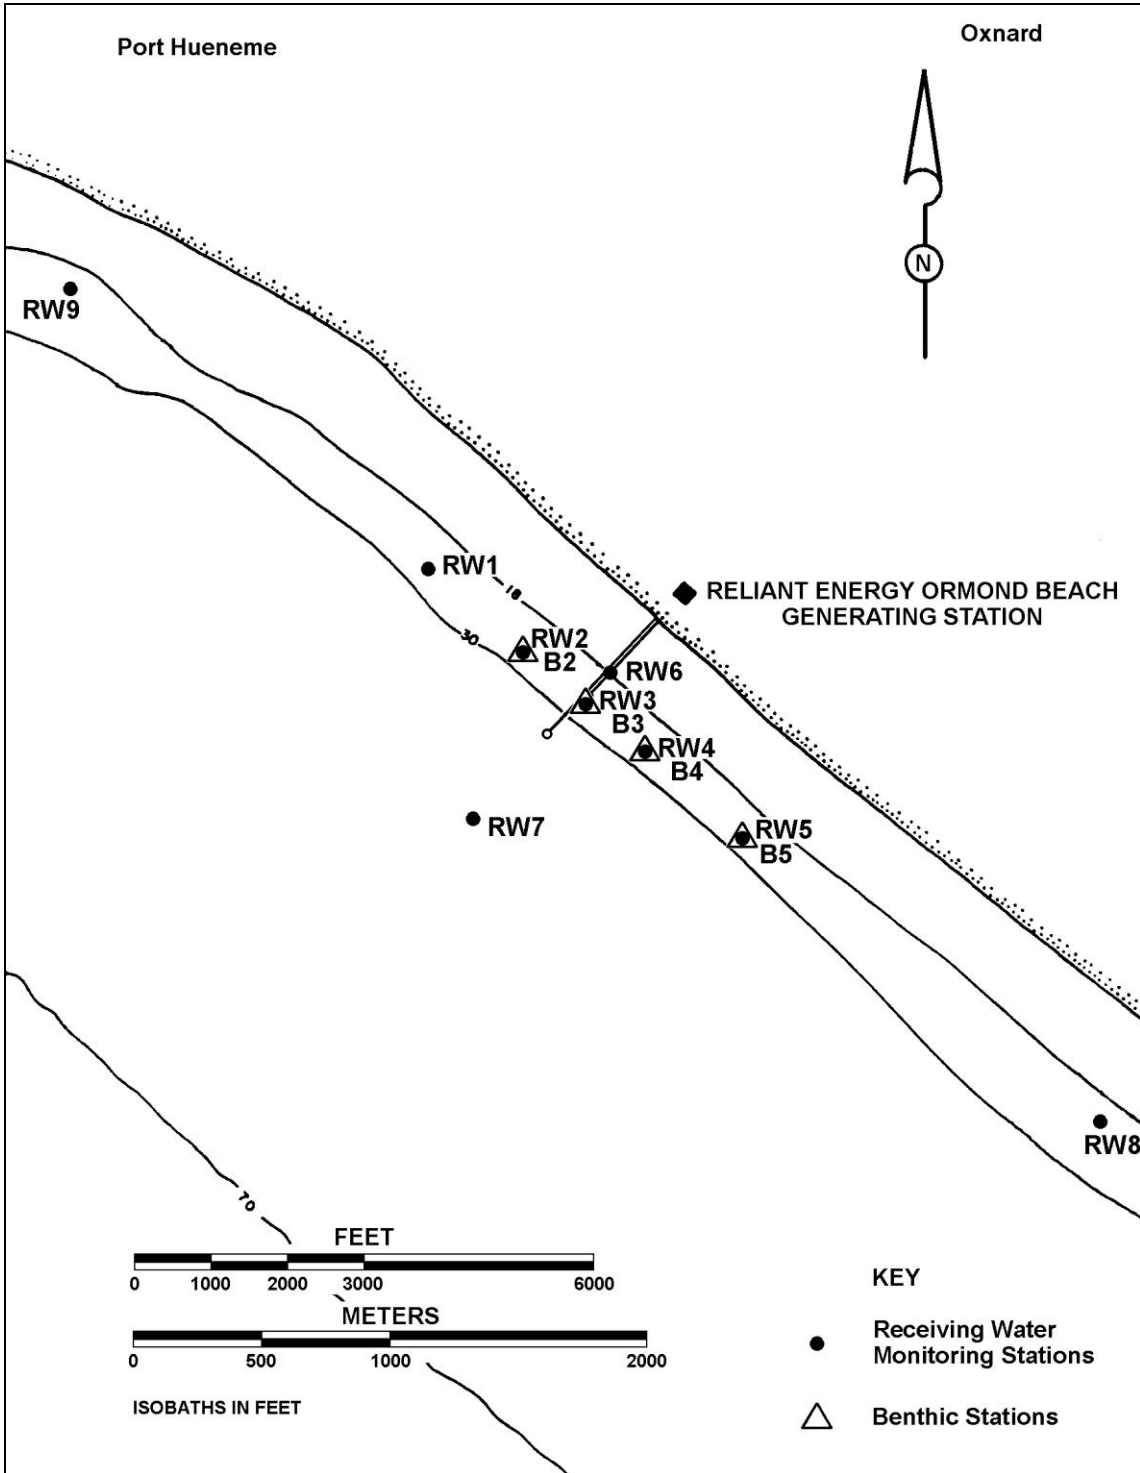 Port Hueneme
Oxnard
N
RW9
RW1
18
RELIANT ENERGY ORMOND BEACH
GENERATING STATION
30
RW2
B2
RW6
RW3
B3
RW4
B4
RW7
RW5
B5
RW8
70
FEET
0 1000 2000 3000 6000
METERS
0 500 1000 2000
ISOBATHS IN FEET
KEY
Receiving Water
Monitoring Stations
Benthic Stations